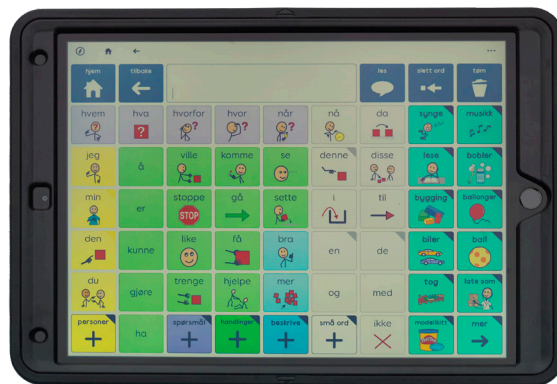 hjem tilbake les slett ord tøm
hvem hva hvorfor hvor når nå da synge musikk
jeg å ville komme se denne disse lese bobler
min er stoppe gå sette i til bygging ballonger
STOP
den kunne like få bra en de biler ball
du gjøre trenge hjelpe mer og med tog late som
personer ha spørsmål handlinger beskrive små ord ikke modellkitt mer